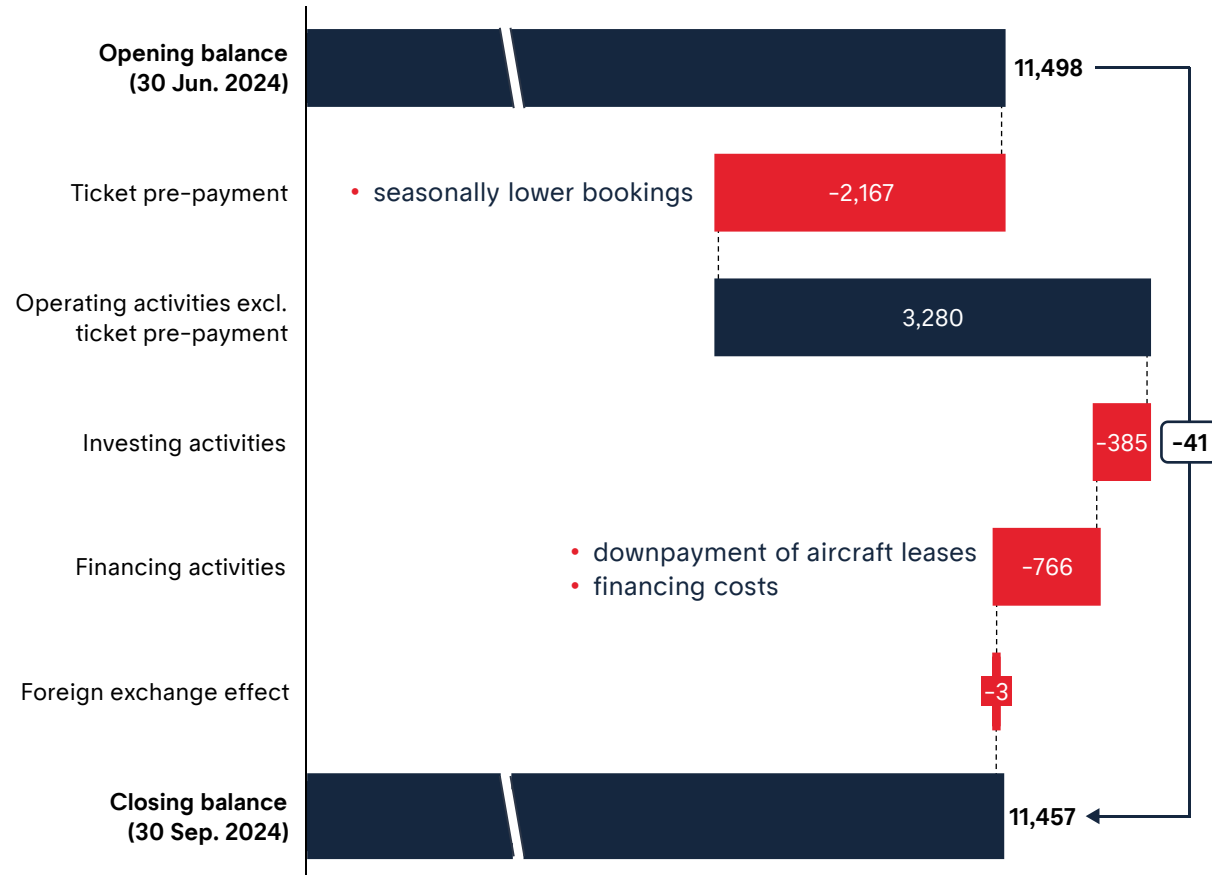 Opening balance
(30 Jun. 2024)
11,498
Ticket pre-payment
• seasonally lower bookings
-2,167
Operating activities excl.
ticket pre-payment
3,280
Investing activities
-385
-41
Financing activities
• downpayment of aircraft leases
• financing costs
-766
Foreign exchange effect
-3
Closing balance
(30 Sep. 2024)
11,457